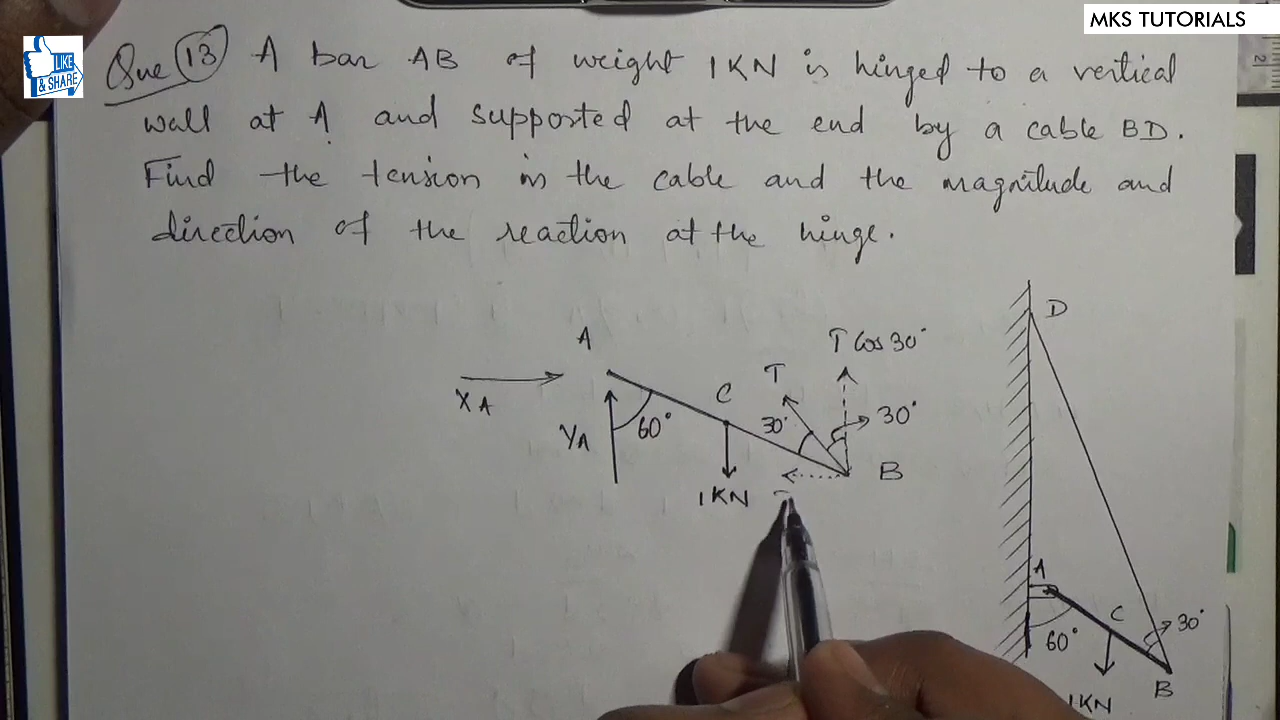 MKS TUTORIALS
LIKE
& SHARE
Que 13 A bar AB of weight 1KN is hinged to a vertical
wall at A and supported at the end by a cable BD.
Find the tension in the cable and the magnitude and
direction of the reaction at the hinge.
D
A
T Cos 30°
T
C
30°
30°
XA
YA
60°
B
1KN
A
C
30°
60°
B
1KN
2